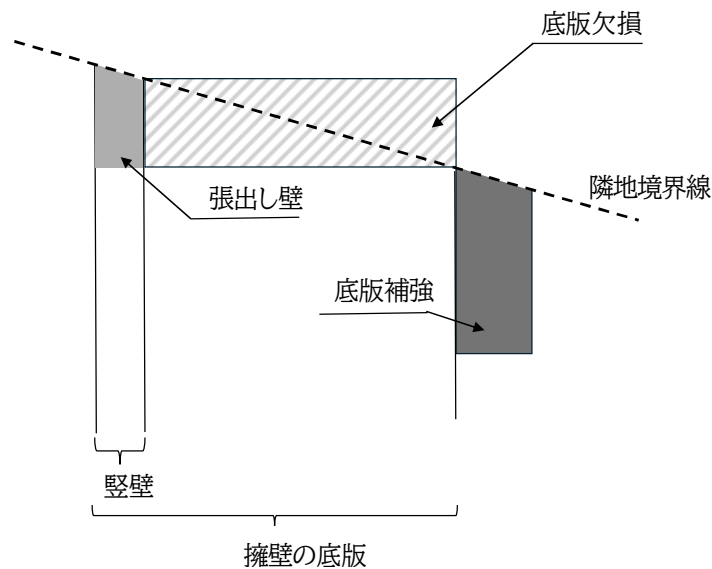 底版欠損
隣地境界線
張出し壁
底版補強
竪壁
擁壁の底版